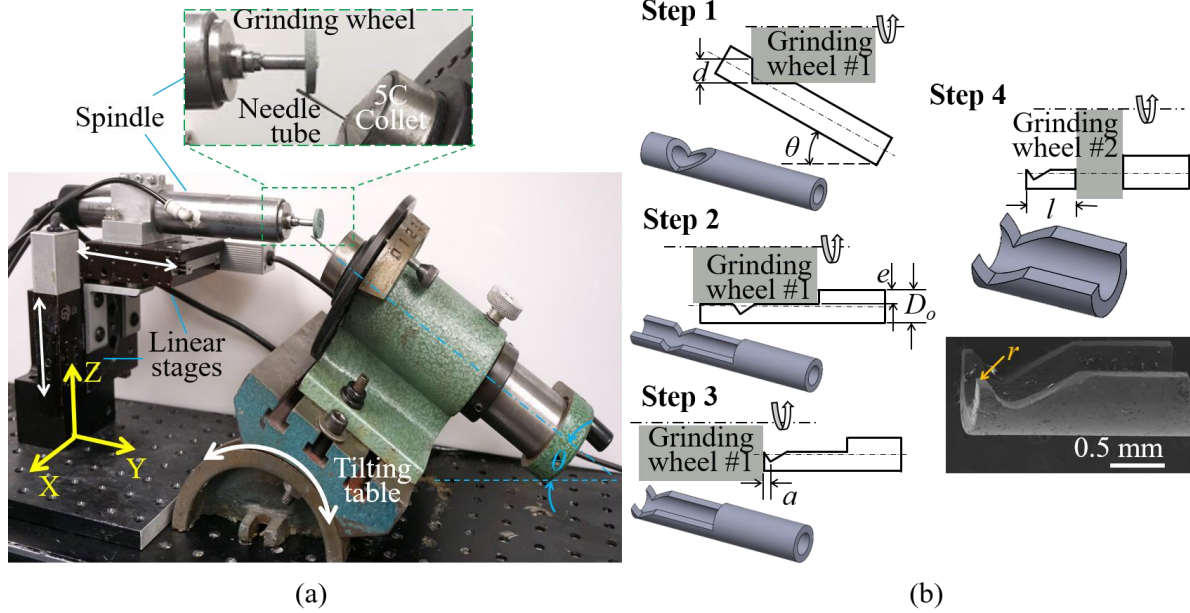 Grinding wheel
Needle
tube
5C
Collet
Spindle
Linear
stages
Z
Y
X
Tilting
table
θ
(a)
Step 1
Grinding
wheel #1
d
θ
Step 2
Grinding
wheel #1
e
D_o
Step 3
Grinding
wheel #1
a
Step 4
Grinding
wheel #2
l
r
0.5 mm
(b)